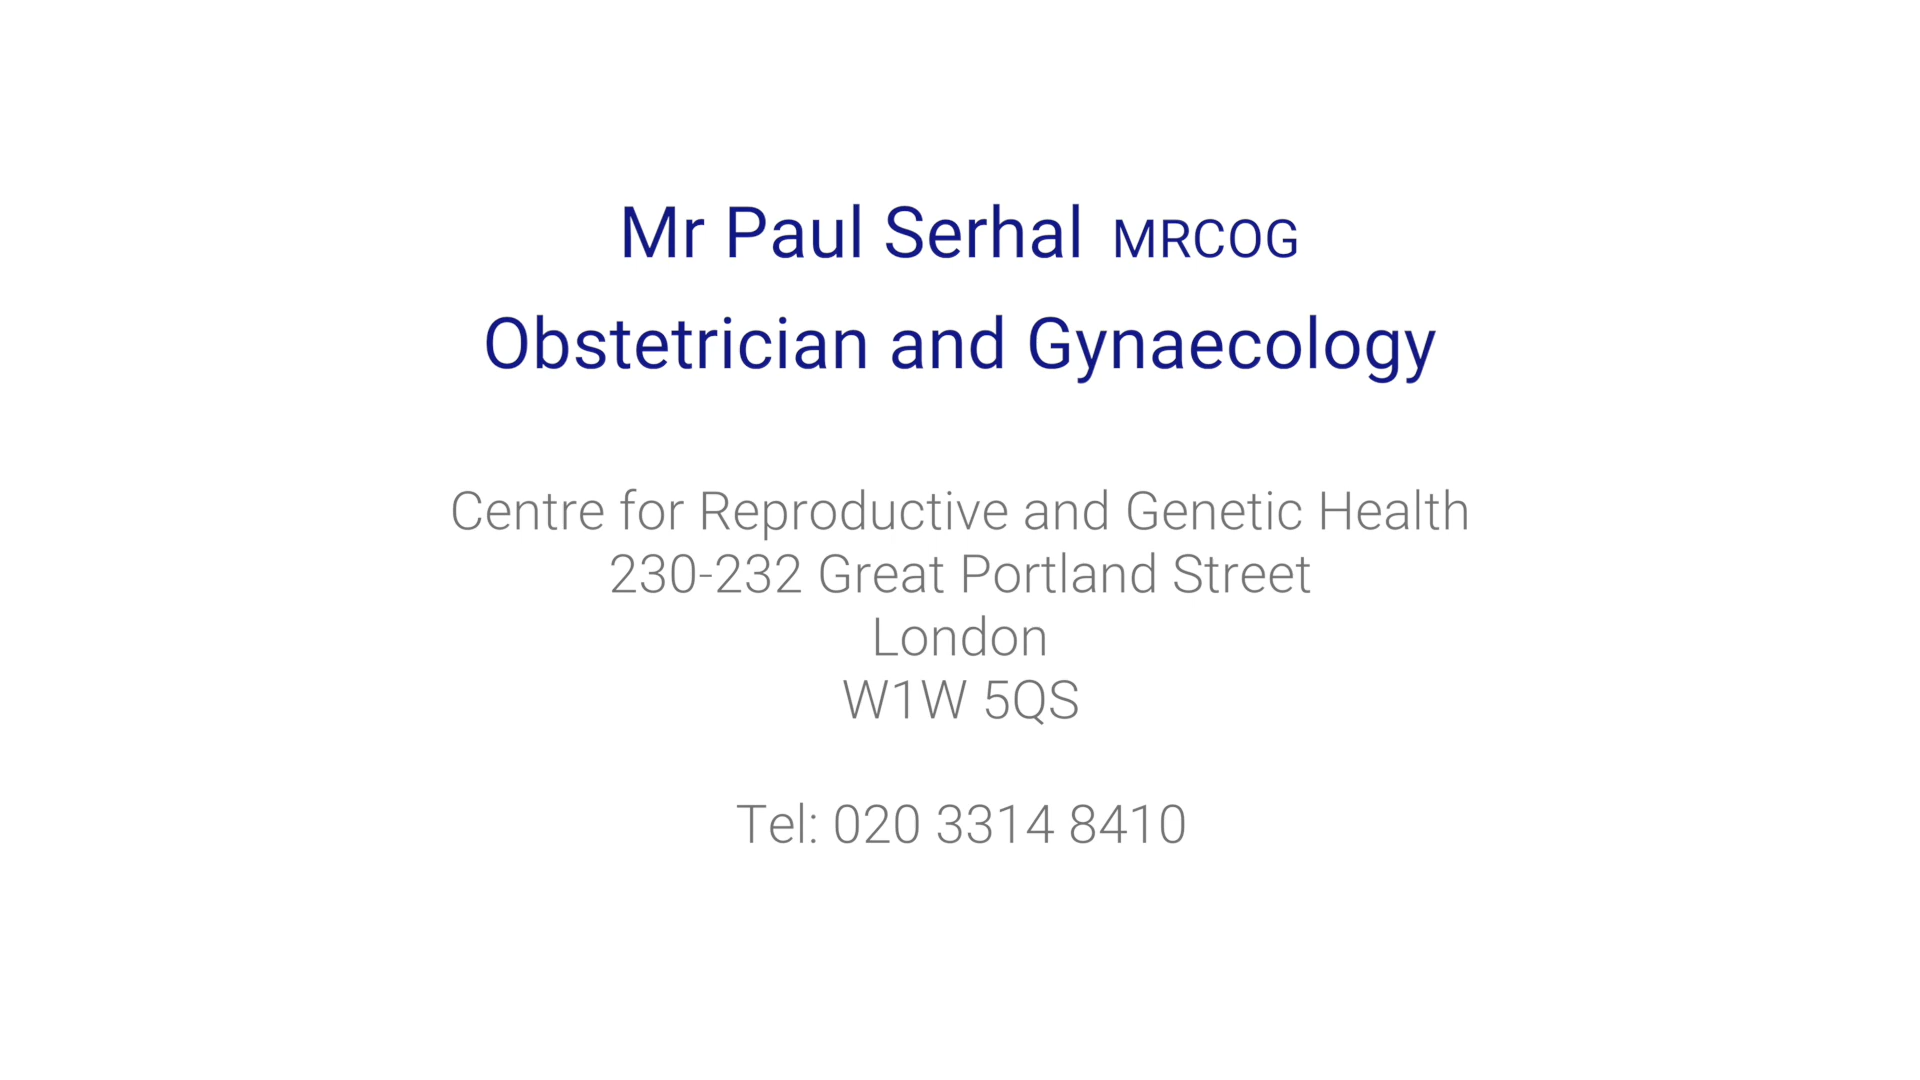 Mr Paul Serhal MRCOG
Obstetrician and Gynaecology
Centre for Reproductive and Genetic Health
230-232 Great Portland Street
London
W1W 5QS
Tel: 020 3314 8410